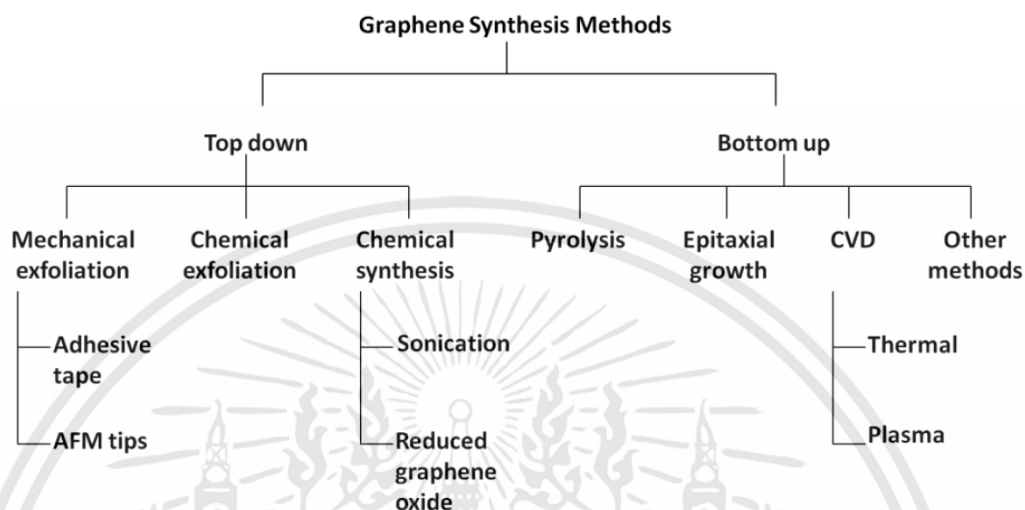 Graphene Synthesis Methods
Top down
Bottom up
Mechanical
exfoliation
Chemical
exfoliation
Chemical
synthesis
Pyrolysis
Epitaxial
growth
CVD
Other
methods
Adhesive
tape
AFM tips
Sonication
Reduced
graphene
oxide
Thermal
Plasma